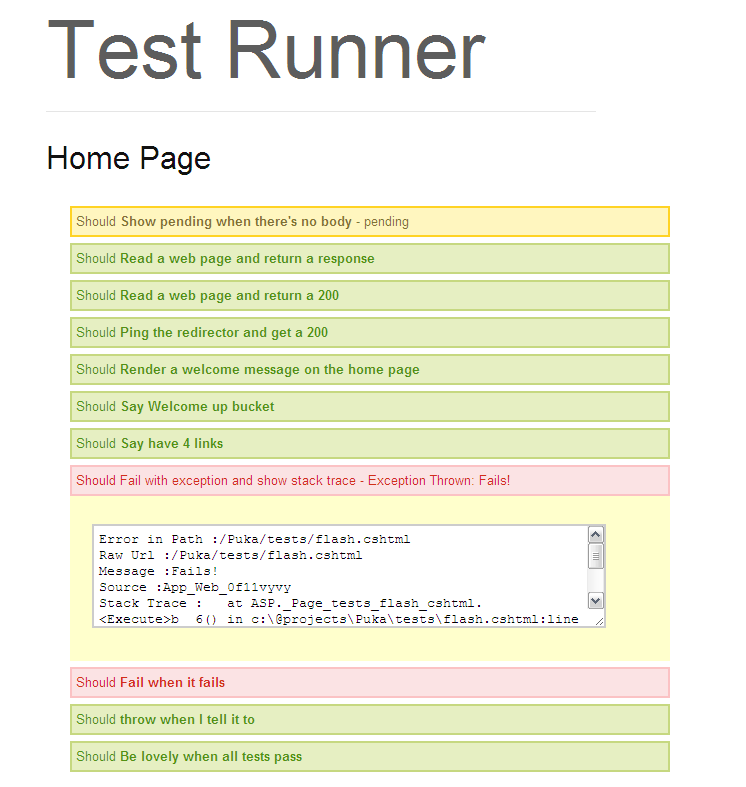 Test Runner
Home Page
Should Show pending when there's no body - pending
Should Read a web page and return a response
Should Read a web page and return a 200
Should Ping the redirector and get a 200
Should Render a welcome message on the home page
Should Say Welcome up bucket
Should Say have 4 links
Should Fail with exception and show stack trace - Exception Thrown: Fails!
Error in Path :/Puka/tests/flash.cshtml
Raw Url :/Puka/tests/flash.cshtml
Message :Fails!
Source :App_Web_0f11vyvy
Stack Trace :   at ASP._Page_tests_flash_cshtml.
<Execute>b__6() in c:\@projects\Puka\tests\flash.cshtml:line
Should Fail when it fails
Should throw when I tell it to
Should Be lovely when all tests pass